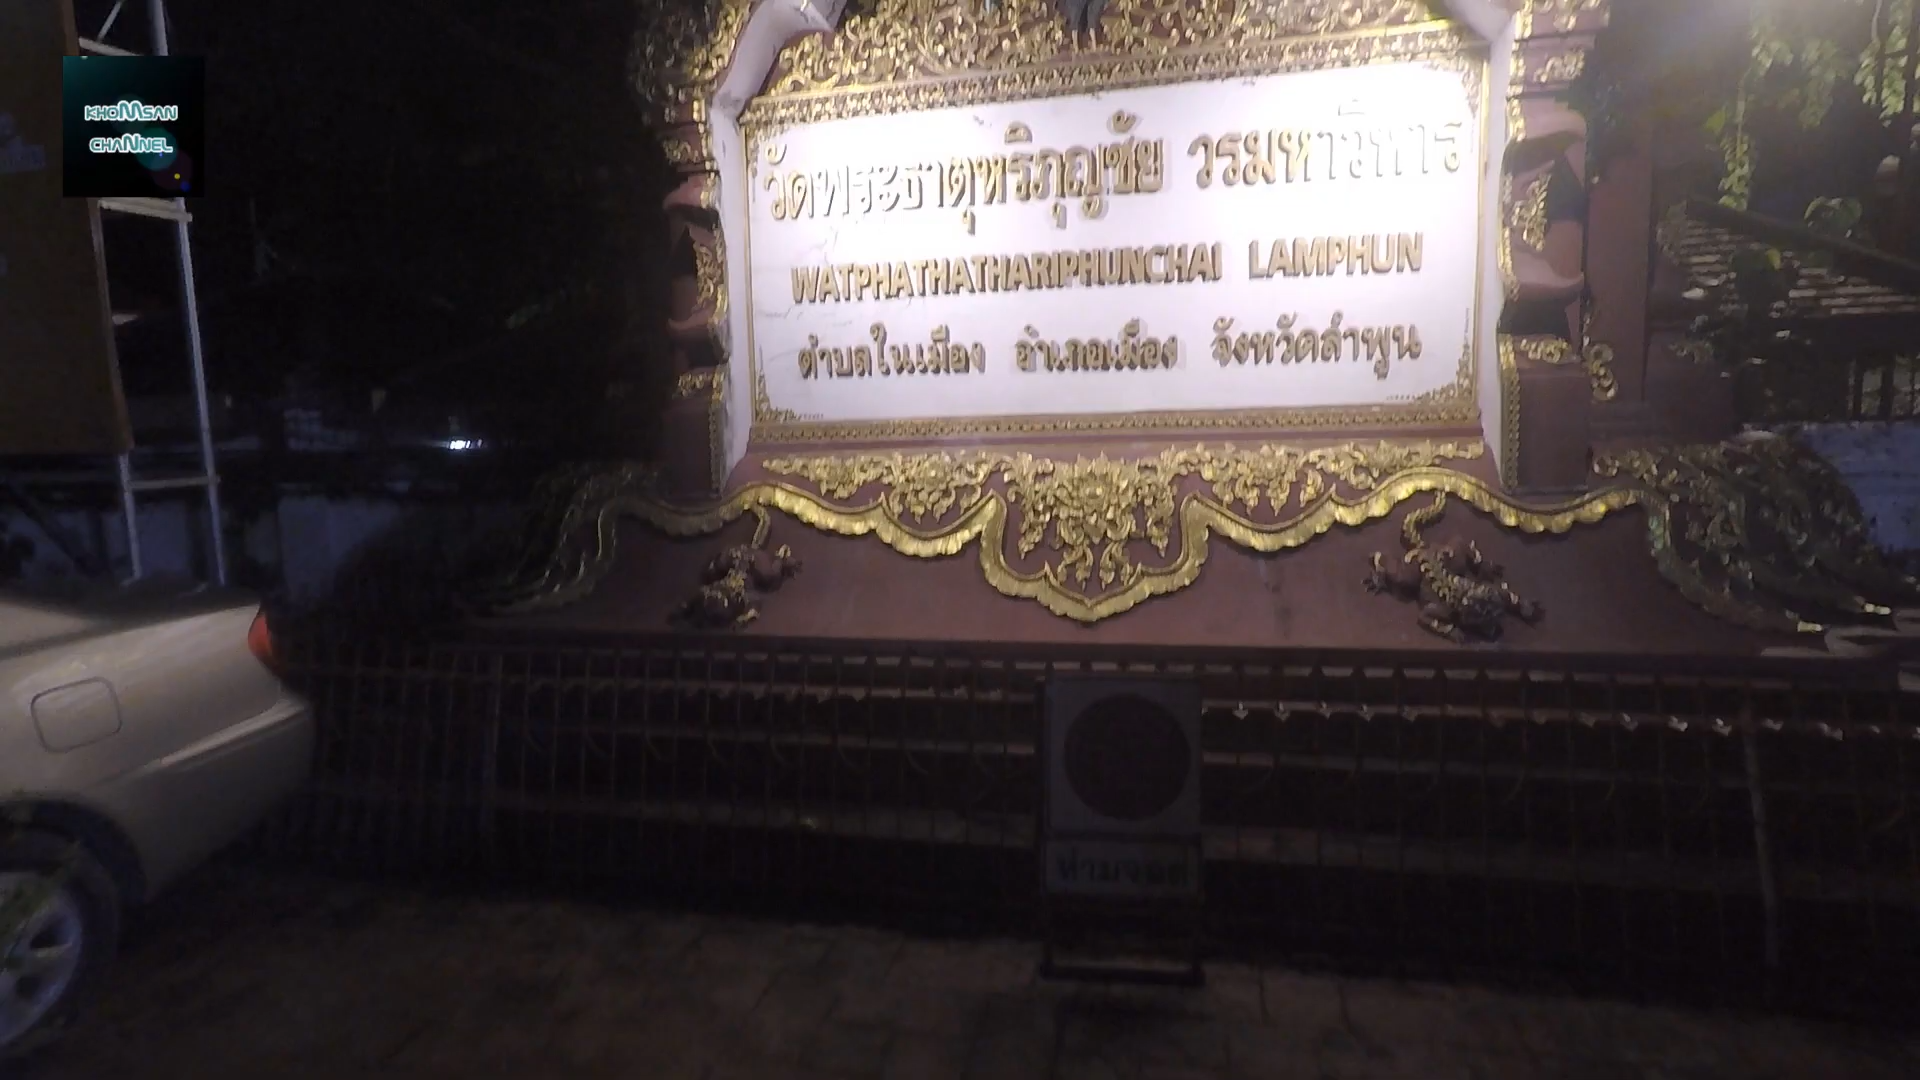 KHOMSAN
CHANNEL
วัดพระธาตุหริภุญชัย วรมหาวิหาร
WATPHATHATHARIPHUNCHAI LAMPHUN
ตำบลในเมือง อำเภอเมือง จังหวัดลำพูน
ห้ามจอด